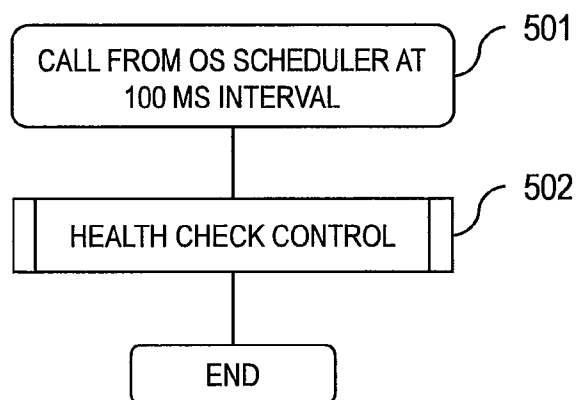 501
CALL FROM OS SCHEDULER AT
100 MS INTERVAL
502
HEALTH CHECK CONTROL
END